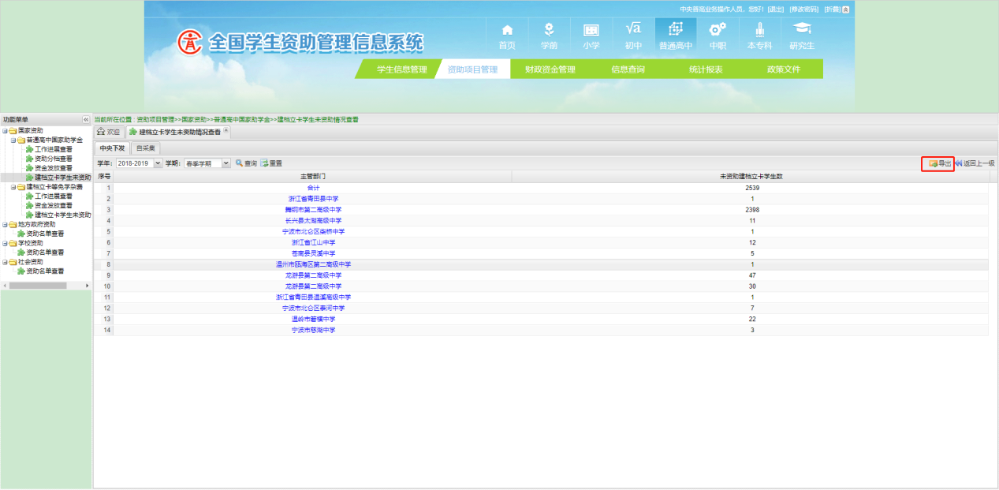 中央普高业务操作人员，您好! [退出] [修改密码] [折叠]
全国学生资助管理信息系统
首页 学前 小学 初中 普通高中 中职 本专科 研究生
学生信息管理 资助项目管理 财政资金管理 信息查询 统计报表 政策文件
功能菜单
当前所在位置：资助项目管理>>国家资助>>普通高中国家助学金>>建档立卡学生未资助情况查看
国家资助
普通高中国家助学金
工作进展查看
资助分档查看
资金发放查看
建档立卡学生未资助
建档立卡等免学杂费
工作进展查看
资金发放查看
建档立卡学生未资助
地方政府资助
资助名单查看
学校资助
资助名单查看
社会资助
资助名单查看
欢迎 建档立卡学生未资助情况查看
中央下发 自采集
学年: 2018-2019 学期: 春季学期 查询 重置 导出 返回上一级
序号 主管部门 未资助建档立卡学生数
1 合计 2539
2 浙江省青田县中学 1
3 舞钢市第二高级中学 2398
4 长兴县太湖高级中学 11
5 宁波市北仑区柴桥中学 1
6 浙江省江山中学 12
7 苍南县灵溪中学 5
8 温州市瓯海区第二高级中学 1
9 龙游县第二高级中学 47
10 龙游县第二高级中学 30
11 浙江省青田县温溪高级中学 1
12 宁波市北仑区泰河中学 7
13 温岭市箬横中学 22
14 宁波市慈湖中学 3